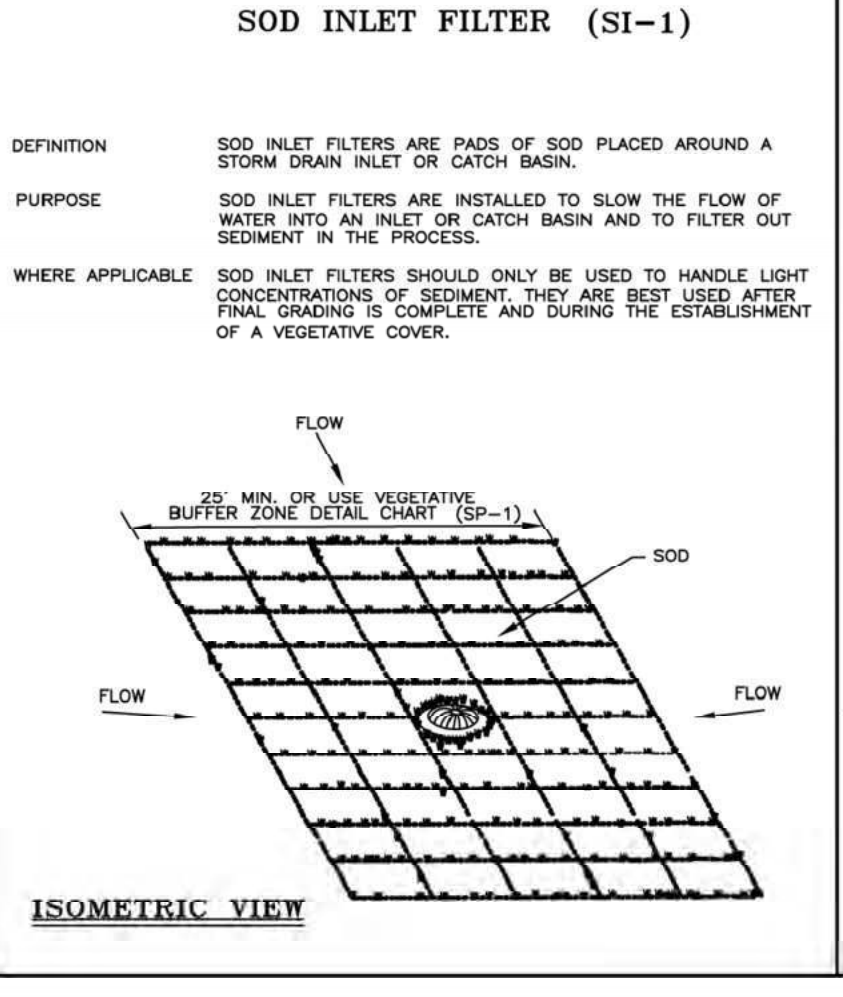 SOD INLET FILTER (SI-1)
DEFINITION SOD INLET FILTERS ARE PADS OF SOD PLACED AROUND A
STORM DRAIN INLET OR CATCH BASIN.
PURPOSE SOD INLET FILTERS ARE INSTALLED TO SLOW THE FLOW OF
WATER INTO AN INLET OR CATCH BASIN AND TO FILTER OUT
SEDIMENT IN THE PROCESS.
WHERE APPLICABLE SOD INLET FILTERS SHOULD ONLY BE USED TO HANDLE LIGHT
CONCENTRATIONS OF SEDIMENT. THEY ARE BEST USED AFTER
FINAL GRADING IS COMPLETE AND DURING THE ESTABLISHMENT
OF A VEGETATIVE COVER.
FLOW
25' MIN. OR USE VEGETATIVE
BUFFER ZONE DETAIL CHART (SP-1)
SOD
FLOW
FLOW
ISOMETRIC VIEW